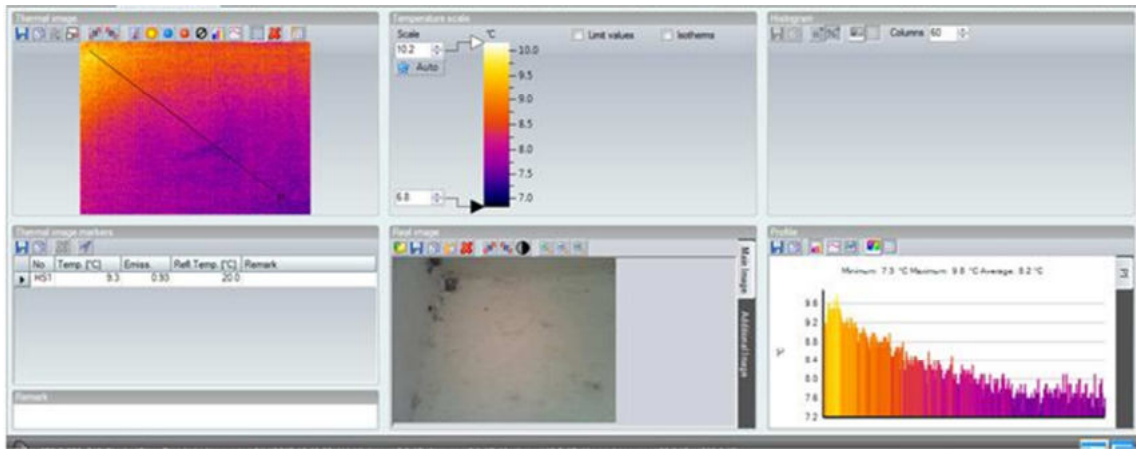 Thermal image
Temperature scale
Scale
°C
Limit values
Isotherms
10.2
Auto
10.0
9.5
9.0
8.5
8.0
7.5
7.0
6.8
Histogram
Columns 60
Thermal image markers
No. Temp. [°C] Emiss. Refl.Temp. [°C] Remark
HS1 9.3 0.93 20.0
Remark
Real image
Main Image
Additional Image
Profile
Minimum: 7.3 °C Maximum: 9.8 °C Average: 8.2 °C
P1
°C
9.6
9.2
8.8
8.4
8.0
7.6
7.2